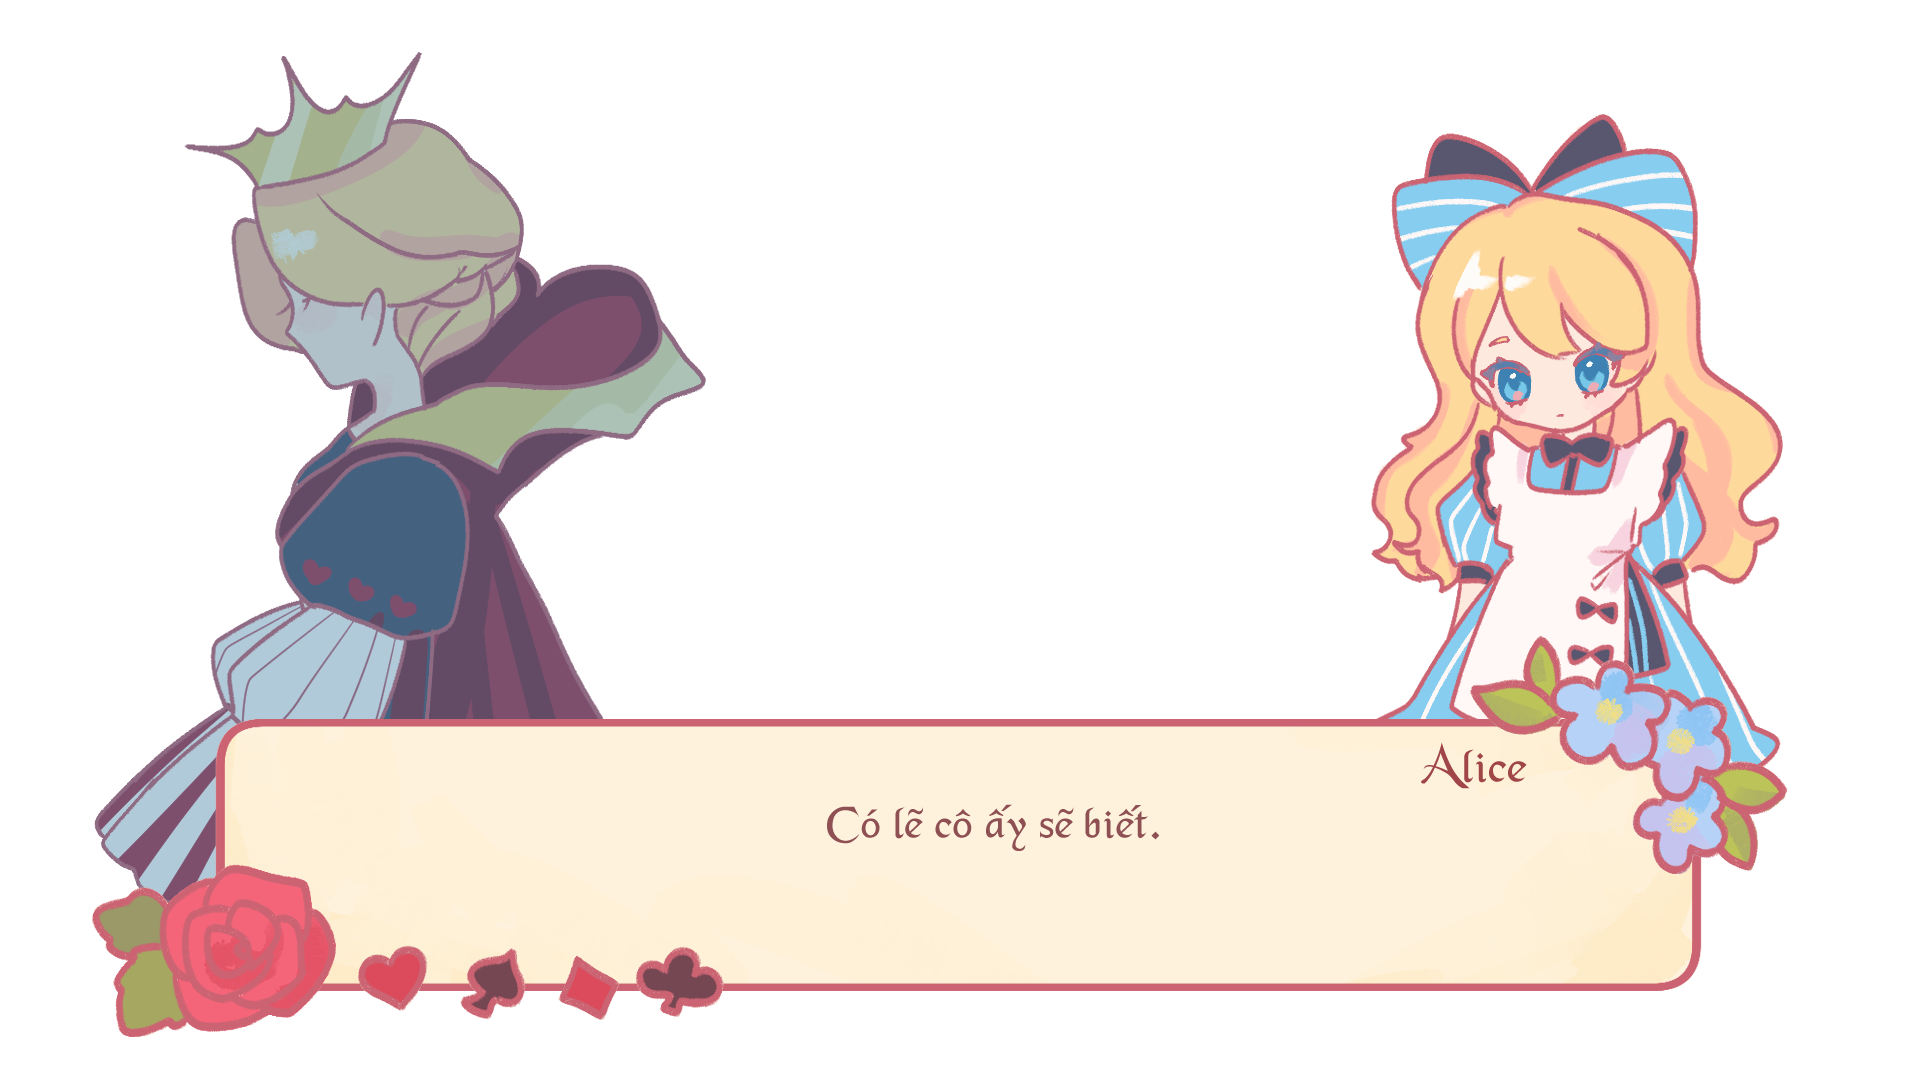 Alice
Có lẽ cô ấy sẽ biết.